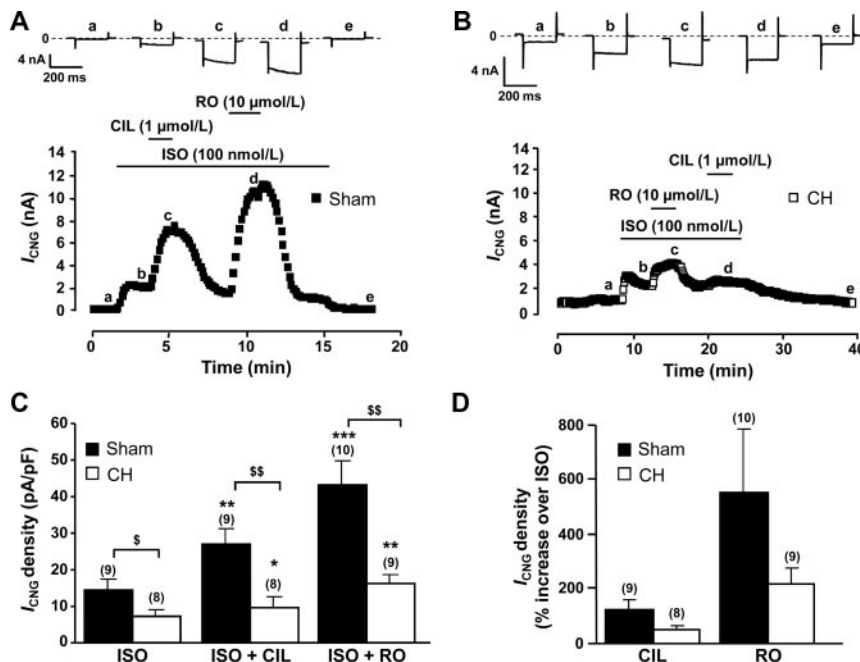 A
a b c d e
0
4 nA
200 ms
RO (10 µmol/L)
CIL (1 µmol/L)
ISO (100 nmol/L)
14
12
10
8
6
4
2
0
I CNG (nA)
Sham
a b c d e
0 5 10 15 20
Time (min)
B
a b c d e
0
4 nA
200 ms
CIL (1 µmol/L)
RO (10 µmol/L)
ISO (100 nmol/L)
14
12
10
8
6
4
2
0
I CNG (nA)
CH
a b c d
e
0 10 20 30 40
Time (min)
C
60
50
40
30
20
10
0
I CNG density (pA/pF)
Sham
CH
$
(9)
(8)
$$
**
(9)
*
(8)
$$
***
(10)
**
(9)
ISO ISO + CIL ISO + RO
D
800
600
400
200
0
I CNG density
(% increase over ISO)
Sham
CH
(9)
(8)
(10)
(9)
CIL RO